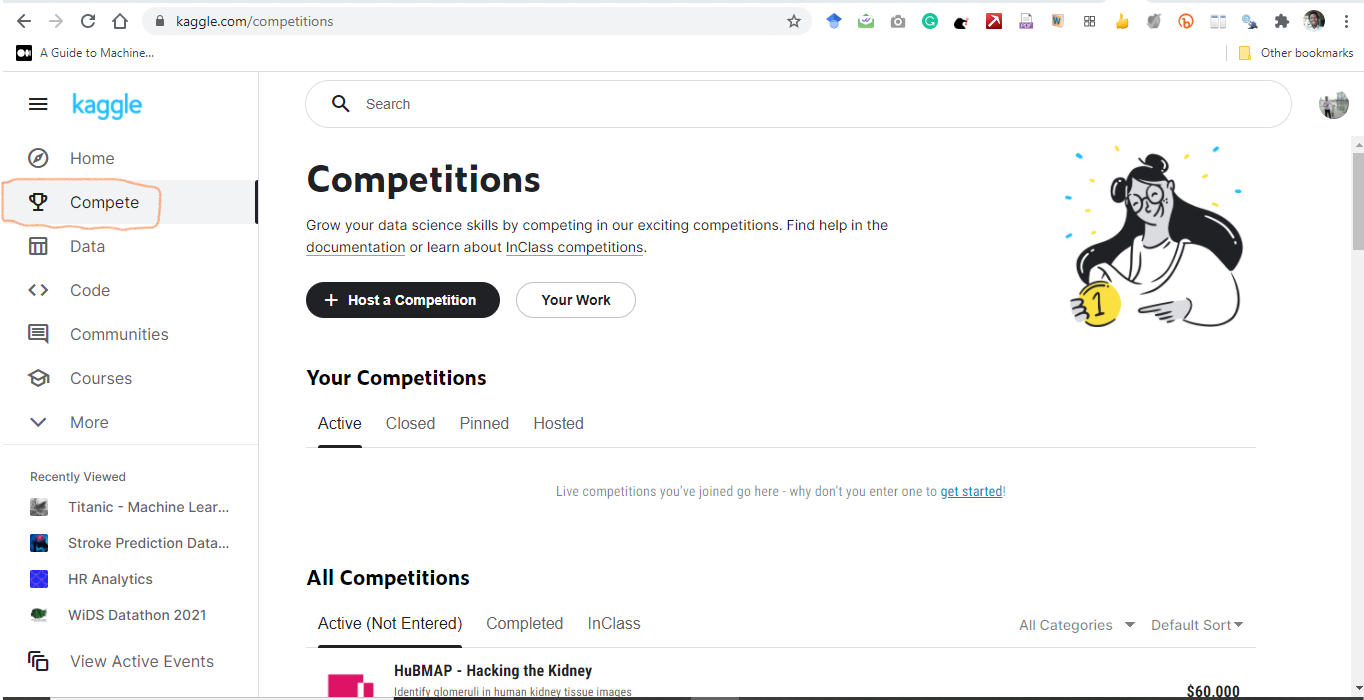 kaggle.com/competitions
A Guide to Machine...
Other bookmarks
kaggle
Search
Home
Compete
Data
Code
Communities
Courses
More
Recently Viewed
Titanic - Machine Lear...
Stroke Prediction Data...
HR Analytics
WiDS Datathon 2021
View Active Events
Competitions
Grow your data science skills by competing in our exciting competitions. Find help in the
documentation or learn about InClass competitions.
+ Host a Competition
Your Work
1
Your Competitions
Active Closed Pinned Hosted
Live competitions you've joined go here - why don't you enter one to get started!
All Competitions
Active (Not Entered) Completed InClass
All Categories Default Sort
HuBMAP - Hacking the Kidney
Identify glomeruli in human kidney tissue images
$60,000